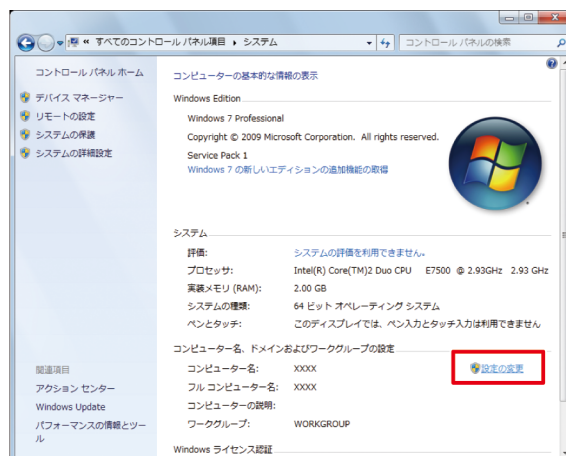 « すべてのコントロール パネル項目 ▸ システム
コントロール パネルの検索
コントロール パネル ホーム
デバイス マネージャー
リモートの設定
システムの保護
システムの詳細設定
コンピューターの基本的な情報の表示
Windows Edition
Windows 7 Professional
Copyright © 2009 Microsoft Corporation. All rights reserved.
Service Pack 1
Windows 7 の新しいエディションの追加機能の取得
システム
評価: システムの評価を利用できません。
プロセッサ: Intel(R) Core(TM)2 Duo CPU E7500 @ 2.93GHz 2.93 GHz
実装メモリ (RAM): 2.00 GB
システムの種類: 64 ビット オペレーティング システム
ペンとタッチ: このディスプレイでは、ペン入力とタッチ入力は利用できません
コンピューター名、ドメインおよびワークグループの設定
コンピューター名: XXXX 設定の変更
フル コンピューター名: XXXX
コンピューターの説明:
ワークグループ: WORKGROUP
Windows ライセンス認証
関連項目
アクション センター
Windows Update
パフォーマンスの情報とツー
ル